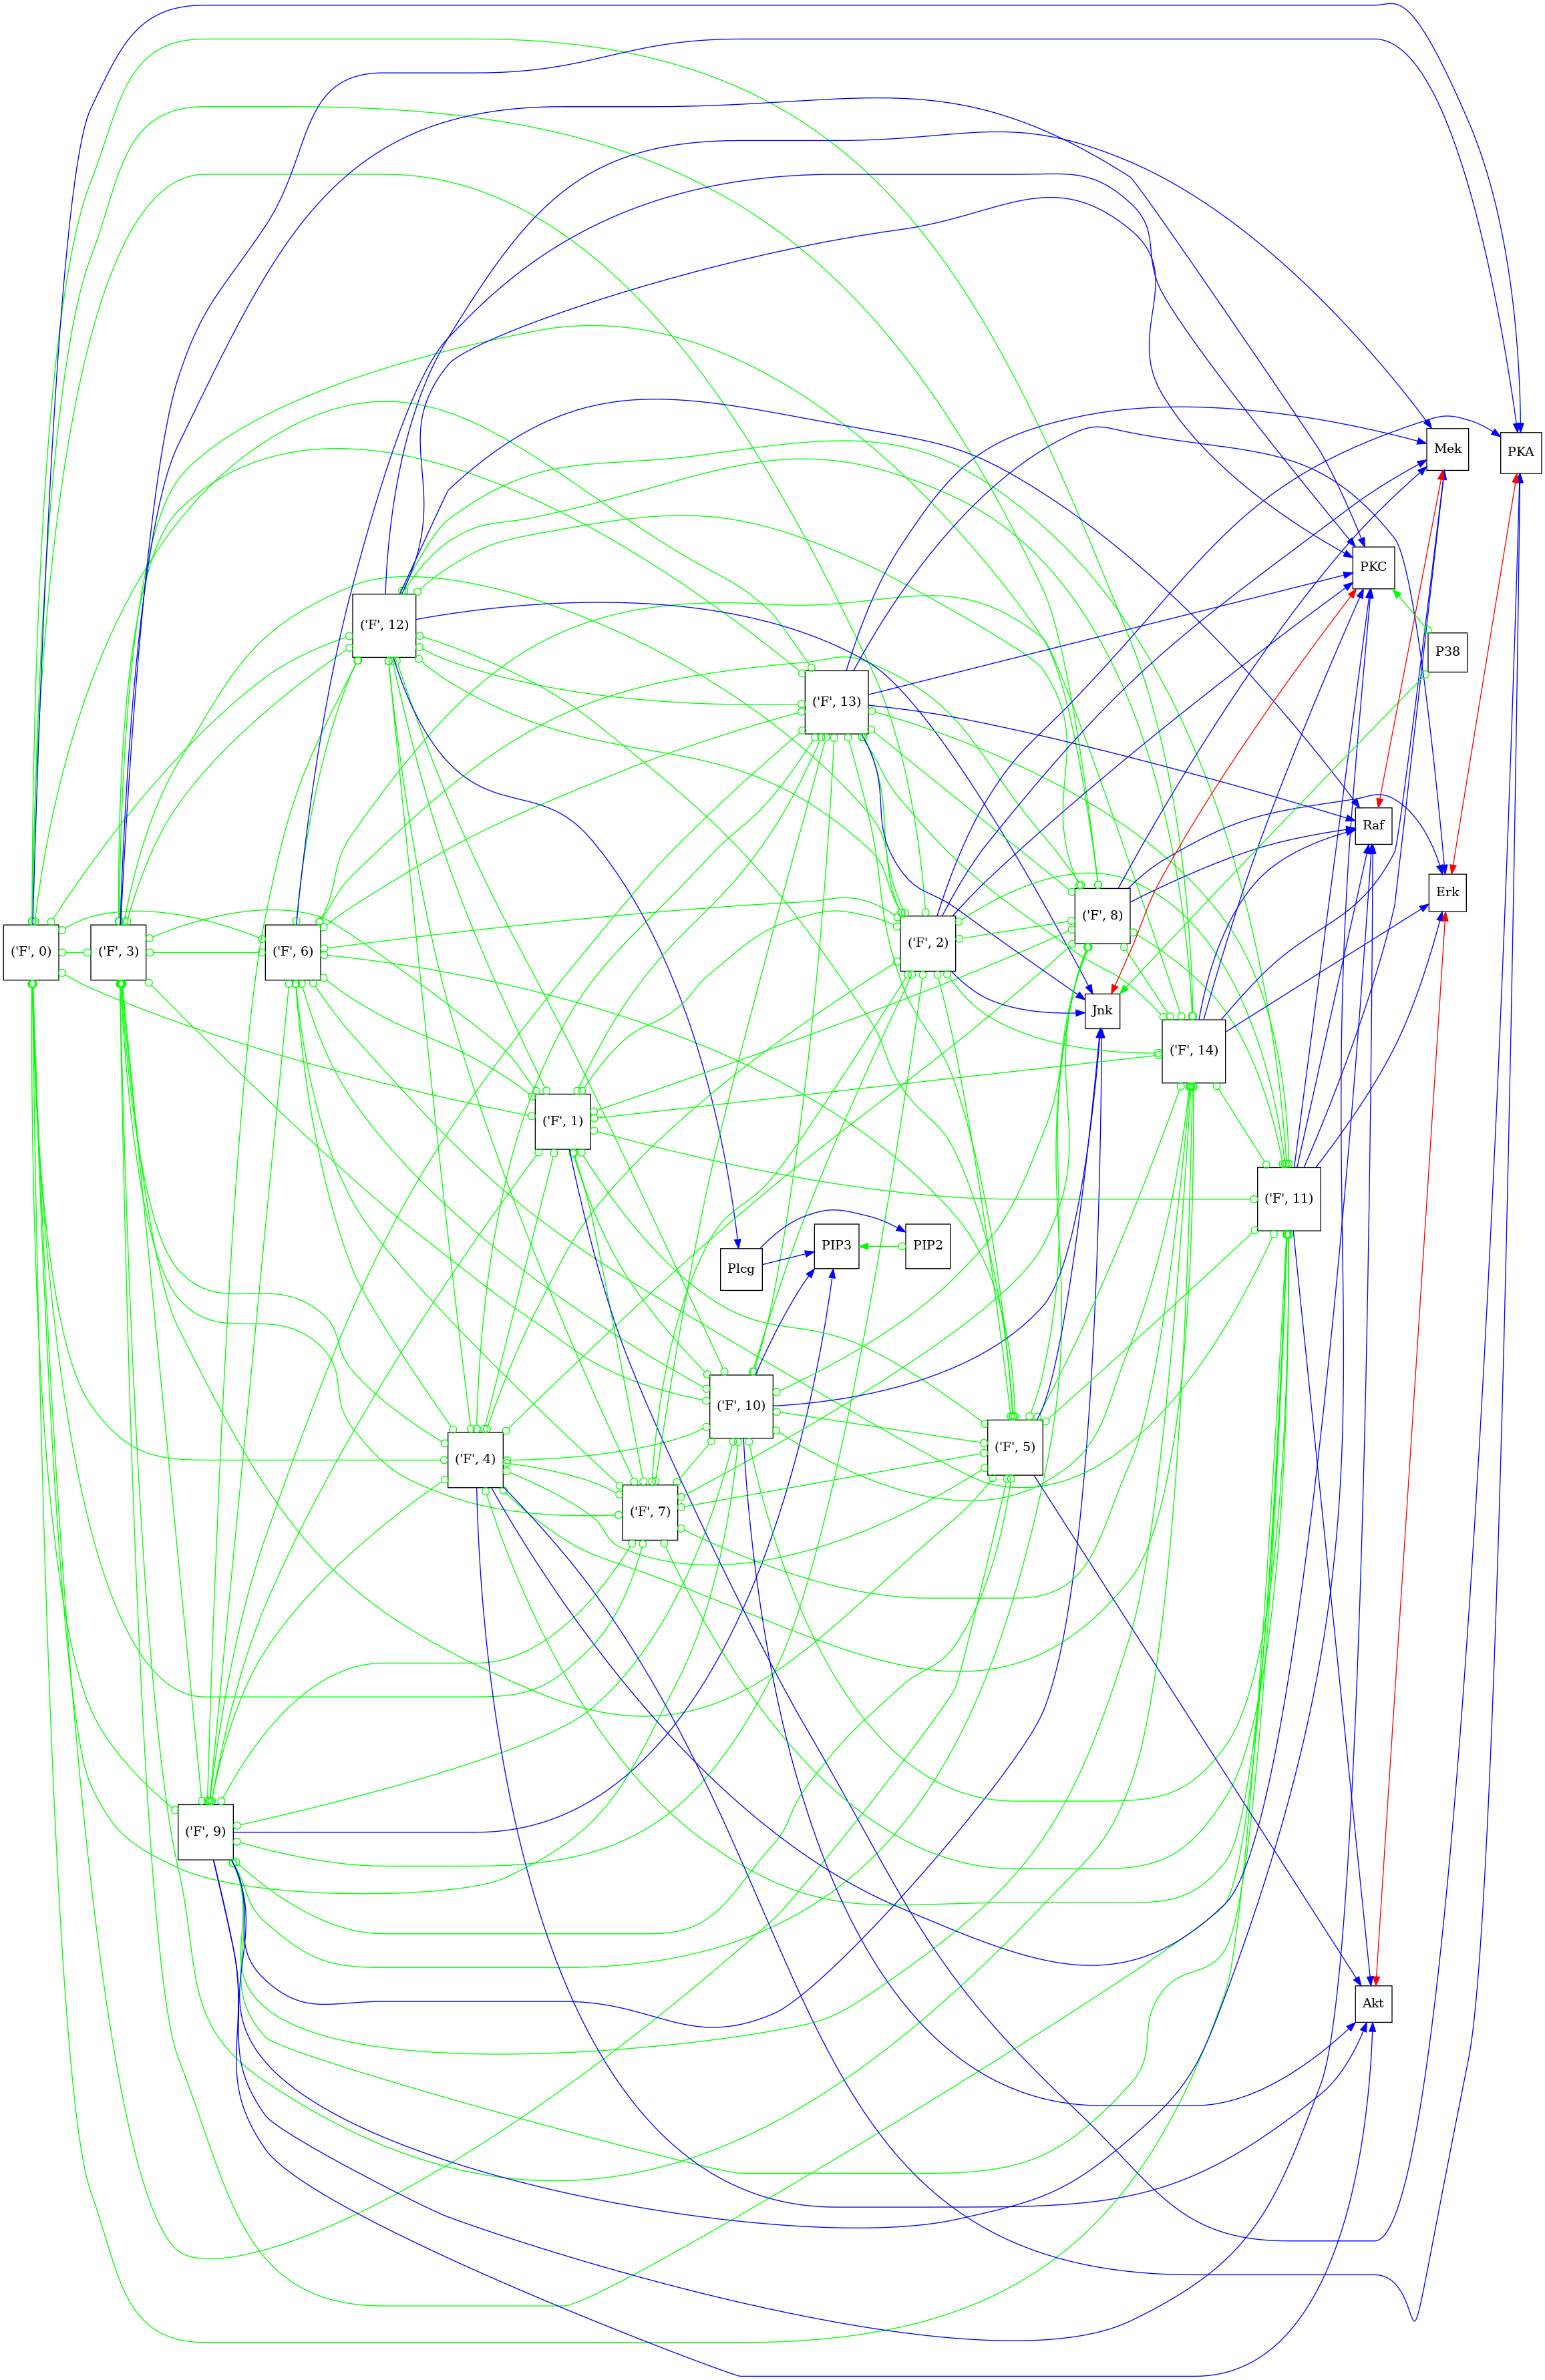 Mek
PKA
PKC
('F', 12)
P38
('F', 13)
Raf
Erk
('F', 8)
('F', 2)
('F', 0)
('F', 3)
('F', 6)
Jnk
('F', 14)
('F', 1)
('F', 11)
PIP3
PIP2
Plcg
('F', 10)
('F', 5)
('F', 4)
('F', 7)
('F', 9)
Akt